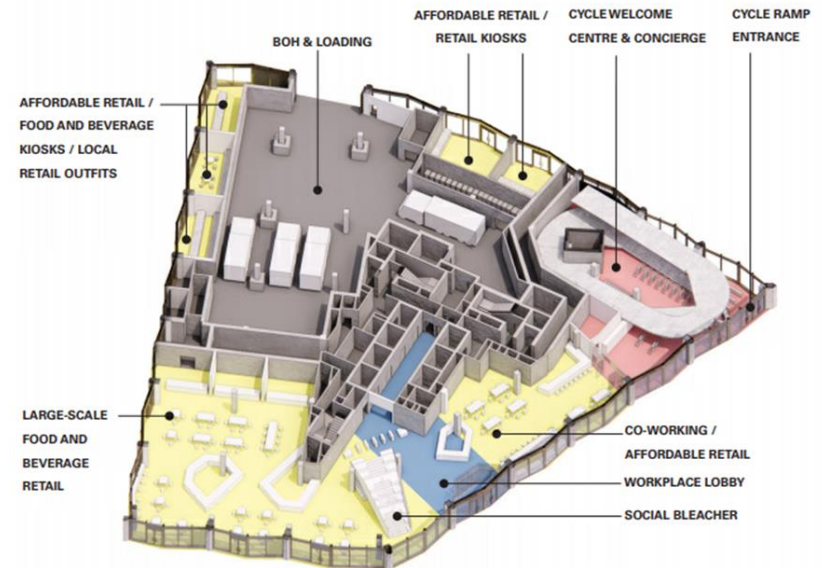 AFFORDABLE RETAIL /
RETAIL KIOSKS
CYCLE WELCOME
CENTRE & CONCIERGE
CYCLE RAMP
ENTRANCE
BOH & LOADING
AFFORDABLE RETAIL /
FOOD AND BEVERAGE
KIOSKS / LOCAL
RETAIL OUTFITS
LARGE-SCALE
FOOD AND
BEVERAGE
RETAIL
CO-WORKING /
AFFORDABLE RETAIL
WORKPLACE LOBBY
SOCIAL BLEACHER